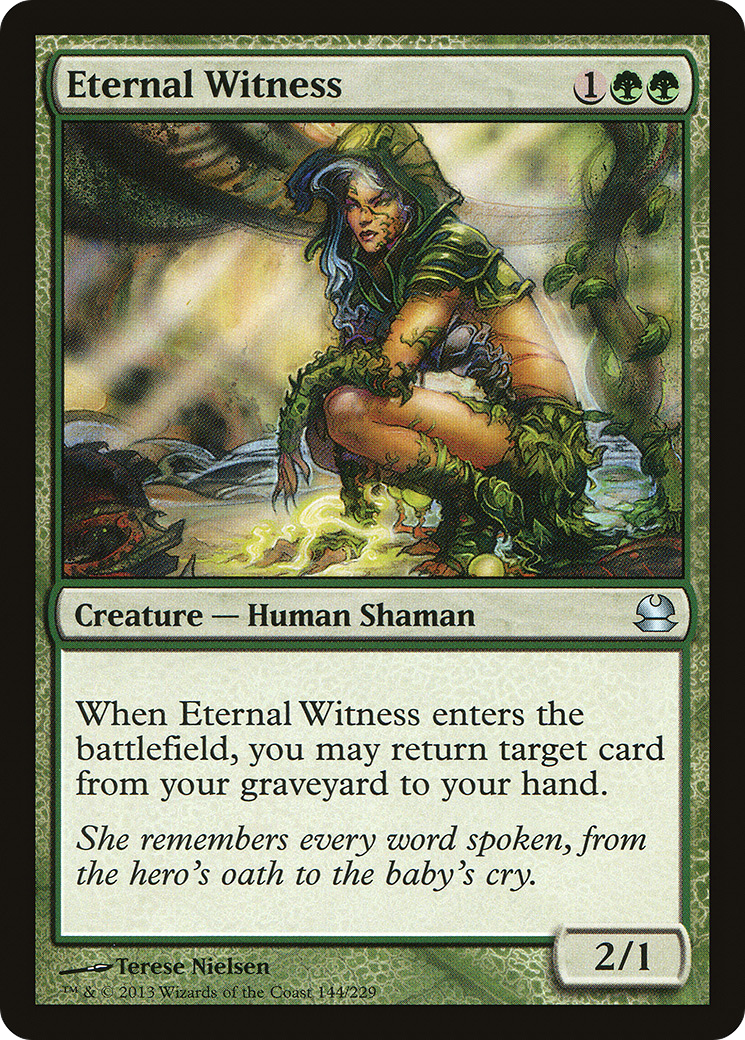 Eternal Witness 1
Creature — Human Shaman
When Eternal Witness enters the
battlefield, you may return target card
from your graveyard to your hand.
She remembers every word spoken, from
the hero's oath to the baby's cry.
2/1
Terese Nielsen
™ & © 2013 Wizards of the Coast 144/229